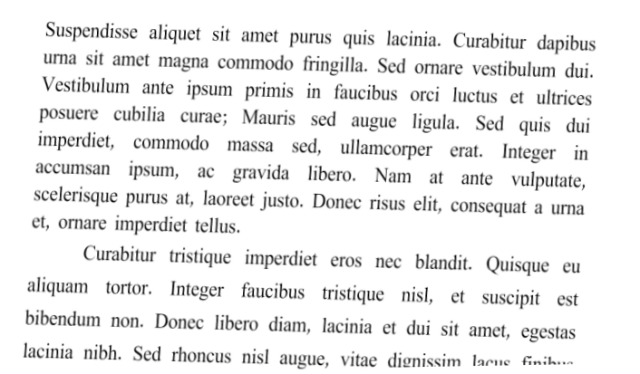 Suspendisse aliquet sit amet purus quis lacinia. Curabitur dapibus
urna sit amet magna commodo fringilla. Sed ornare vestibulum dui.
Vestibulum ante ipsum primis in faucibus orci luctus et ultrices
posuere cubilia curae; Mauris sed augue ligula. Sed quis dui
imperdiet, commodo massa sed, ullamcorper erat. Integer in
accumsan ipsum, ac gravida libero. Nam at ante vulputate,
scelerisque purus at, laoreet justo. Donec risus elit, consequat a urna
et, ornare imperdiet tellus.
Curabitur tristique imperdiet eros nec blandit. Quisque eu
aliquam tortor. Integer faucibus tristique nisl, et suscipit est
bibendum non. Donec libero diam, lacinia et dui sit amet, egestas
lacinia nibh. Sed rhoncus nisl augue, vitae dignissim lacus